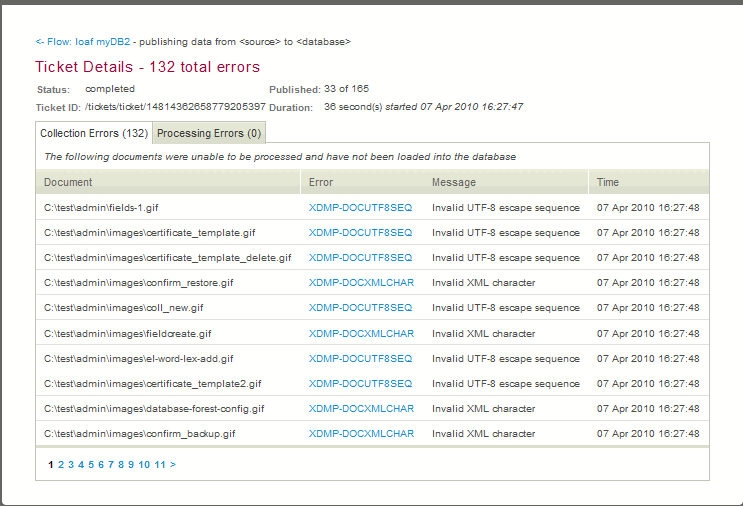 <- Flow: loaf myDB2 - publishing data from <source> to <database>
Ticket Details - 132 total errors
Status: completed Published: 33 of 165
Ticket ID: /tickets/ticket/14814362658779205397 Duration: 36 second(s) started 07 Apr 2010 16:27:47
Collection Errors (132) Processing Errors (0)
The following documents were unable to be processed and have not been loaded into the database
Document Error Message Time
C:\test\admin\fields-1.gif XDMP-DOCUTF8SEQ Invalid UTF-8 escape sequence 07 Apr 2010 16:27:48
C:\test\admin\images\certificate_template.gif XDMP-DOCUTF8SEQ Invalid UTF-8 escape sequence 07 Apr 2010 16:27:48
C:\test\admin\images\certificate_template_delete.gif XDMP-DOCUTF8SEQ Invalid UTF-8 escape sequence 07 Apr 2010 16:27:48
C:\test\admin\images\confirm_restore.gif XDMP-DOCXMLCHAR Invalid XML character 07 Apr 2010 16:27:48
C:\test\admin\images\coll_new.gif XDMP-DOCUTF8SEQ Invalid UTF-8 escape sequence 07 Apr 2010 16:27:48
C:\test\admin\images\fieldcreate.gif XDMP-DOCXMLCHAR Invalid XML character 07 Apr 2010 16:27:48
C:\test\admin\images\el-word-lex-add.gif XDMP-DOCUTF8SEQ Invalid UTF-8 escape sequence 07 Apr 2010 16:27:48
C:\test\admin\images\certificate_template2.gif XDMP-DOCUTF8SEQ Invalid UTF-8 escape sequence 07 Apr 2010 16:27:48
C:\test\admin\images\database-forest-config.gif XDMP-DOCXMLCHAR Invalid XML character 07 Apr 2010 16:27:48
C:\test\admin\images\confirm_backup.gif XDMP-DOCXMLCHAR Invalid XML character 07 Apr 2010 16:27:48
1 2 3 4 5 6 7 8 9 10 11 >